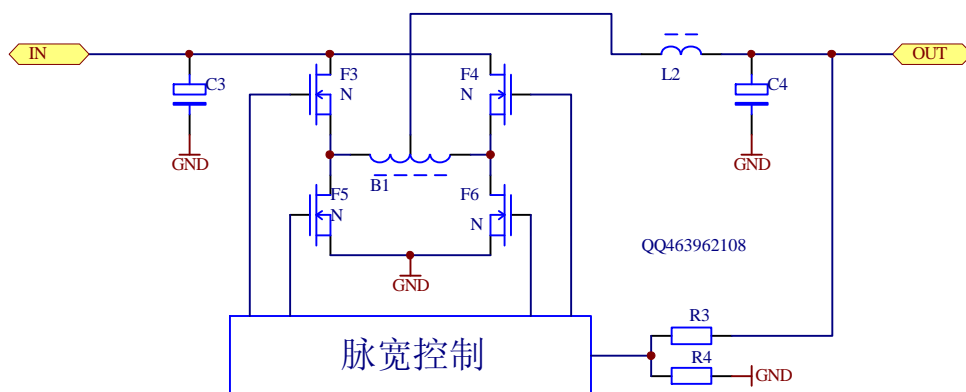 IN
OUT
C3
F3
N
F4
N
L2
C4
GND
GND
B1
F5
N
F6
N
GND
QQ463962108
脉宽控制
R3
R4
GND